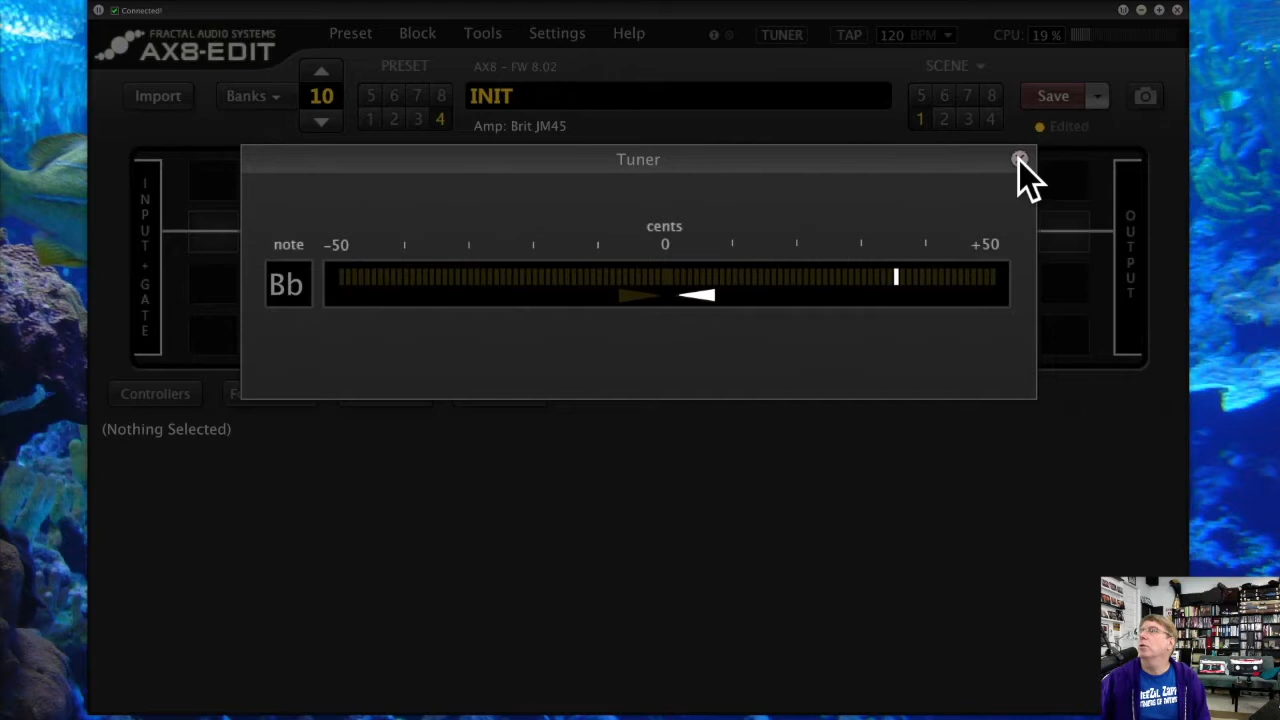 Connected!
FRACTAL AUDIO SYSTEMS
AX8-EDIT
Preset Block Tools Settings Help
TUNER TAP 120 BPM CPU: 19 %
PRESET
AX8 - FW 8.02
SCENE
Import Banks 10
5 6 7 8
1 2 3 4
INIT
Amp: Brit JM45
5 6 7 8
1 2 3 4
Save
Edited
Tuner
INPUT + GATE
OUTPUT
cents
note -50 0 +50
Bb
Controllers
(Nothing Selected)